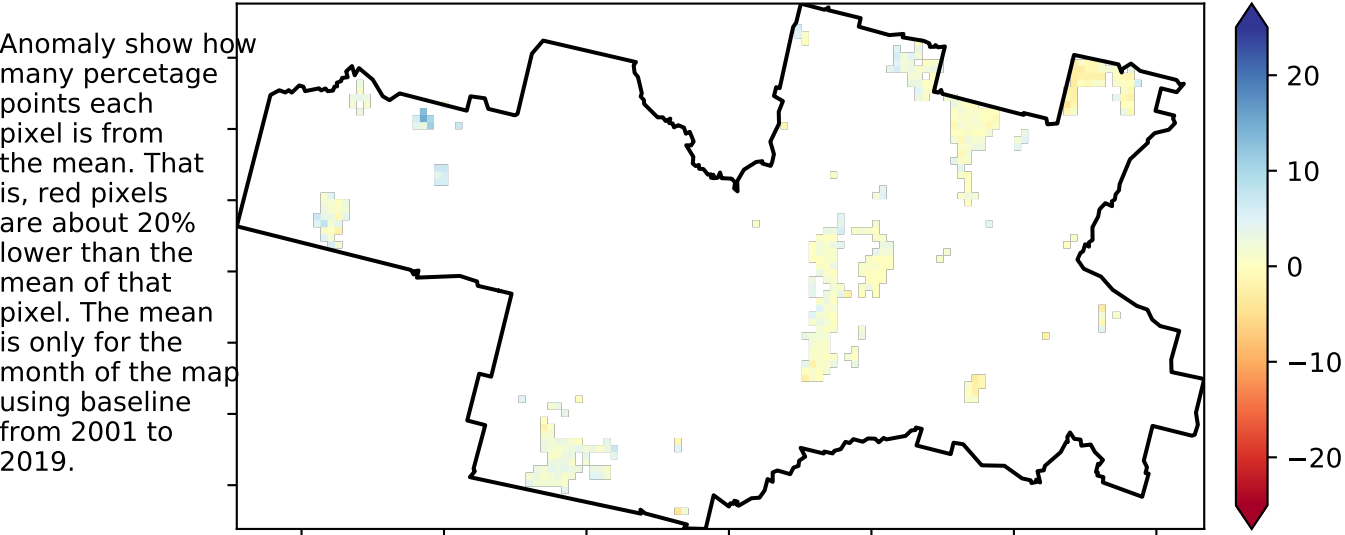 Anomaly show how
many percetage
points each
pixel is from
the mean. That
is, red pixels
are about 20%
lower than the
mean of that
pixel. The mean
is only for the
month of the map
using baseline
from 2001 to
2019.
20
10
0
−10
−20